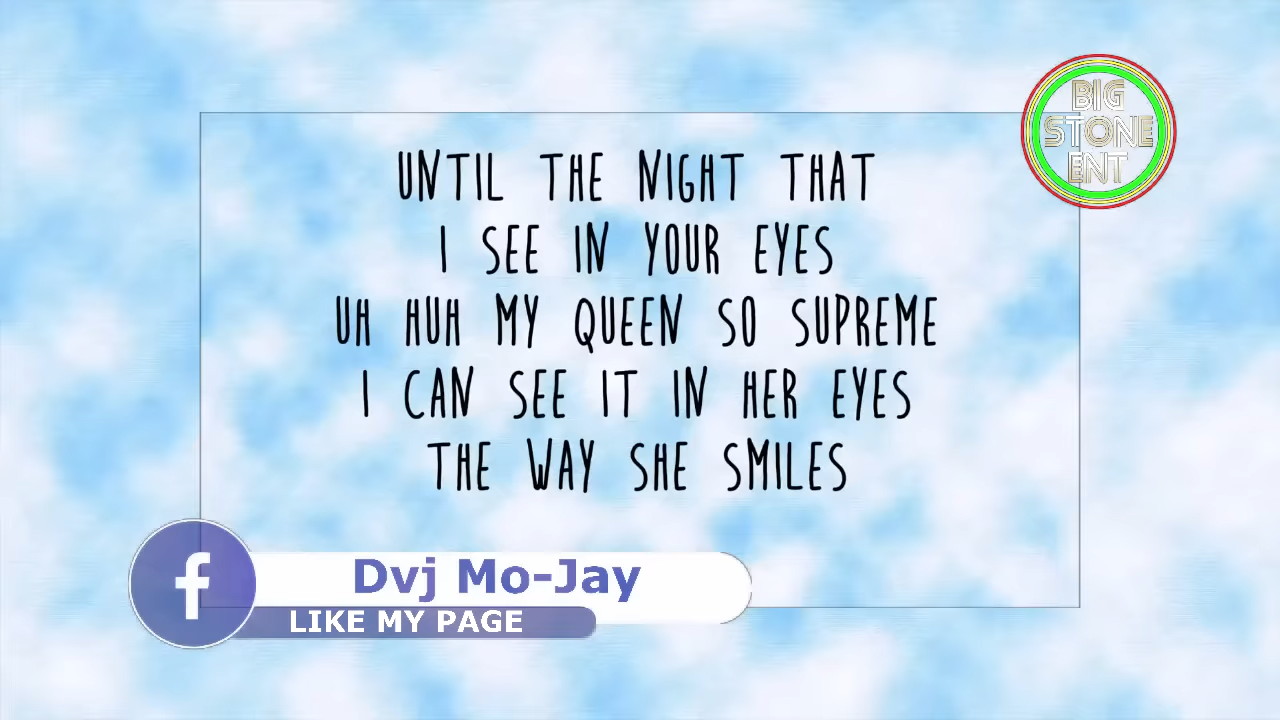 BIG
STONE
ENT
UNTIL THE NIGHT THAT
I SEE IN YOUR EYES
UH HUH MY QUEEN SO SUPREME
I CAN SEE IT IN HER EYES
THE WAY SHE SMILES
f
Dvj Mo-Jay
LIKE MY PAGE